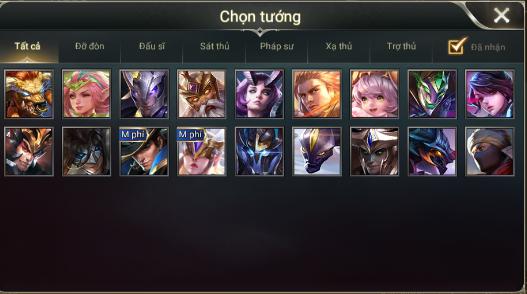 Chọn tướng
Tất cả Đỡ đòn Đấu sĩ Sát thủ Pháp sư Xạ thủ Trợ thủ Đã nhận
M phí M phí